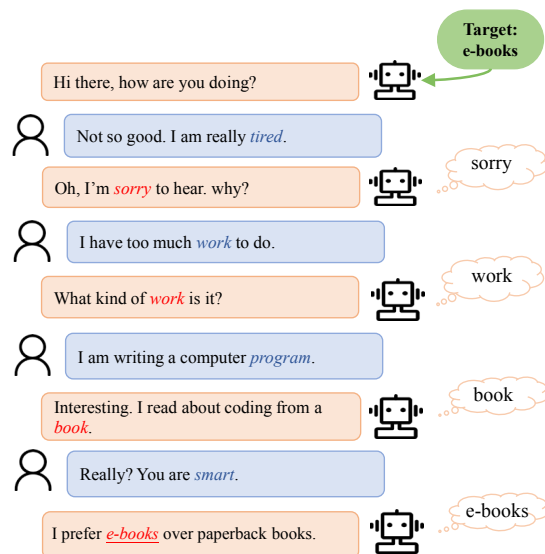 Target:
e-books
Hi there, how are you doing?
Not so good. I am really tired.
sorry
Oh, I'm sorry to hear. why?
I have too much work to do.
work
What kind of work is it?
I am writing a computer program.
book
Interesting. I read about coding from a
book.
Really? You are smart.
e-books
I prefer e-books over paperback books.